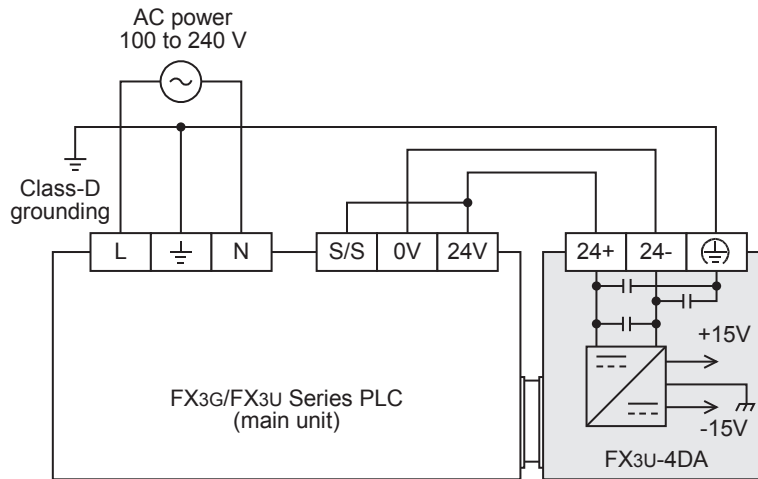 AC power
100 to 240 V
Class-D
grounding
L
N
S/S
0V
24V
24+
24-
+15V
-15V
FX3G/FX3U Series PLC
(main unit)
FX3U-4DA